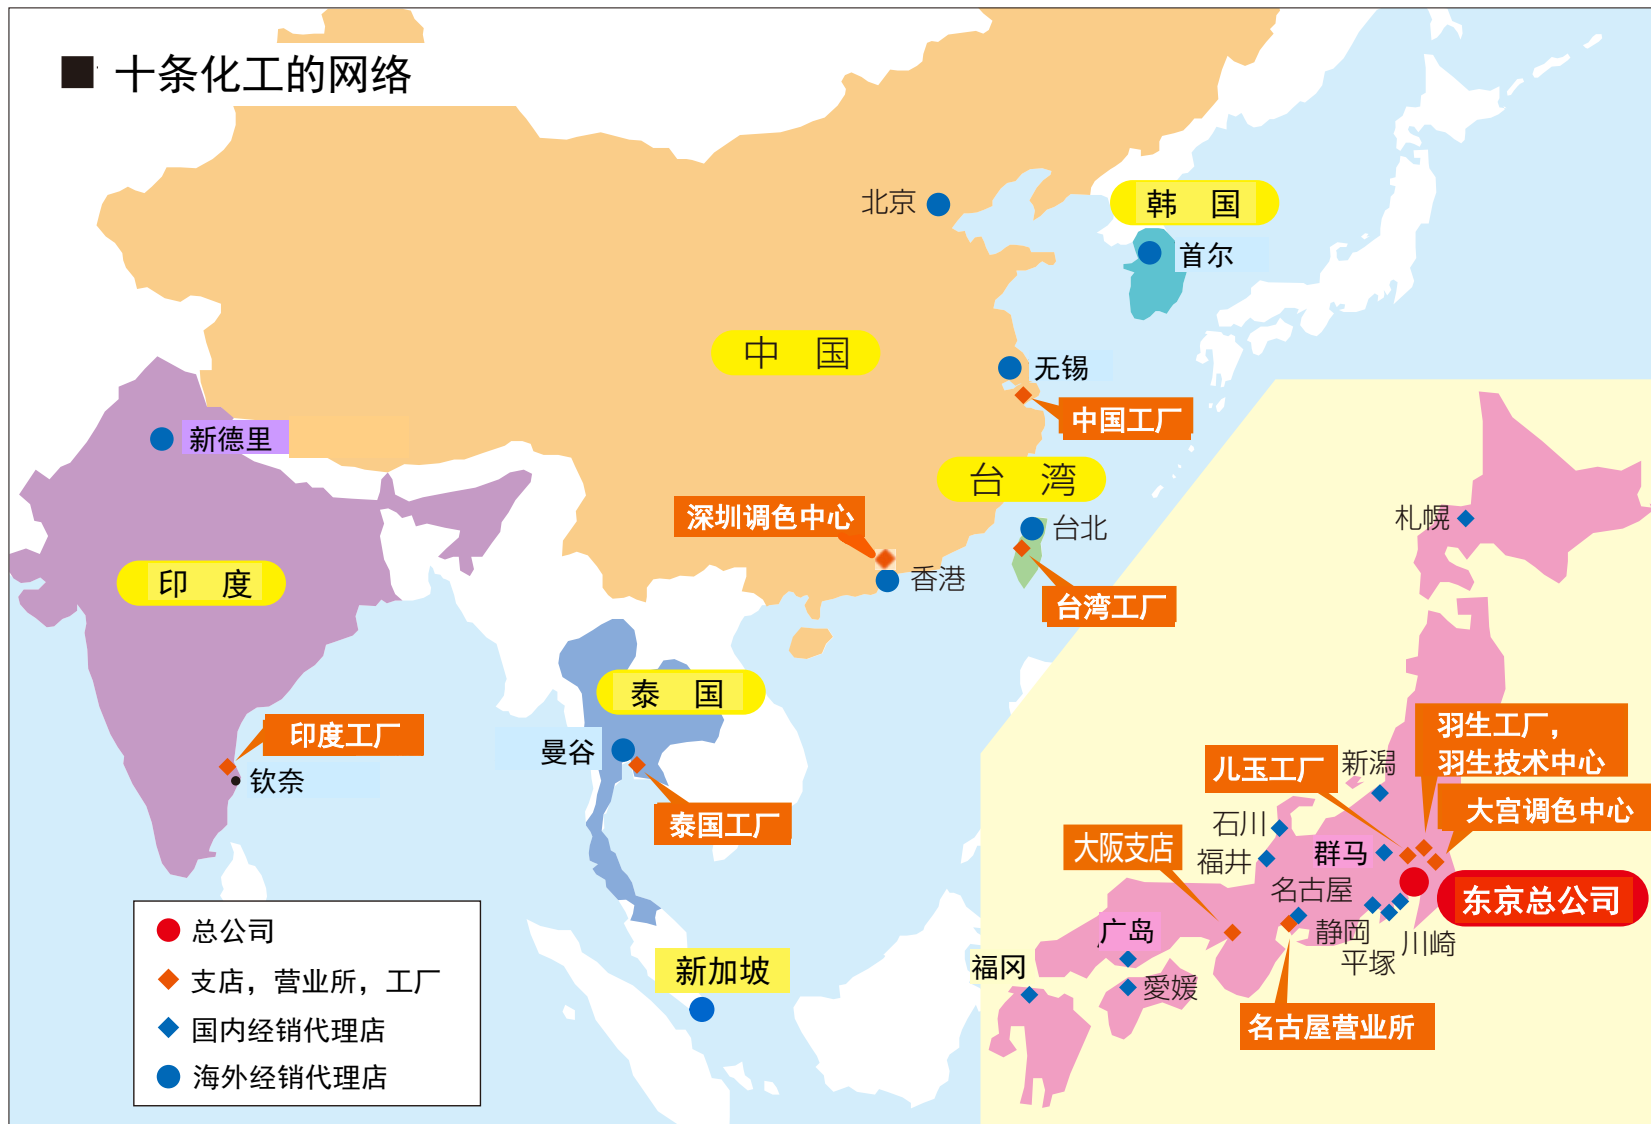 ■ 十条化工的网络
北京
韩 国
首尔
中 国
无锡
中国工厂
新德里
台 湾
深圳调色中心
台北
香港
台湾工厂
印 度
泰 国
印度工厂
钦奈
曼谷
泰国工厂
新加坡
总公司
支店，营业所，工厂
国内经销代理店
海外经销代理店
札幌
羽生工厂，
羽生技术中心
儿玉工厂
新潟
大宫调色中心
石川
大阪支店
福井
群马
名古屋
东京总公司
广岛
静冈
川崎
平塚
福冈
愛媛
名古屋营业所